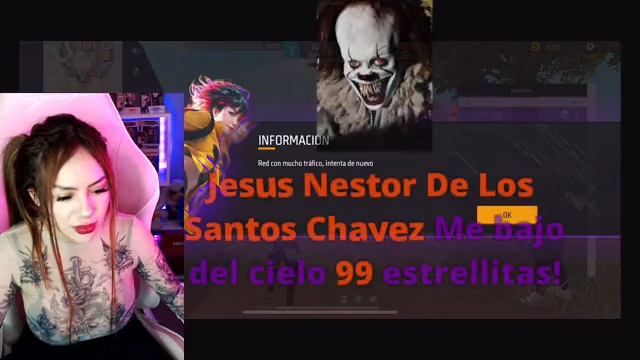 INFORMACIÓN
Red con mucho tráfico, intenta de nuevo
Jesus Nestor De Los
OK
Santos Chavez Me bajo
del cielo 99 estrellitas!